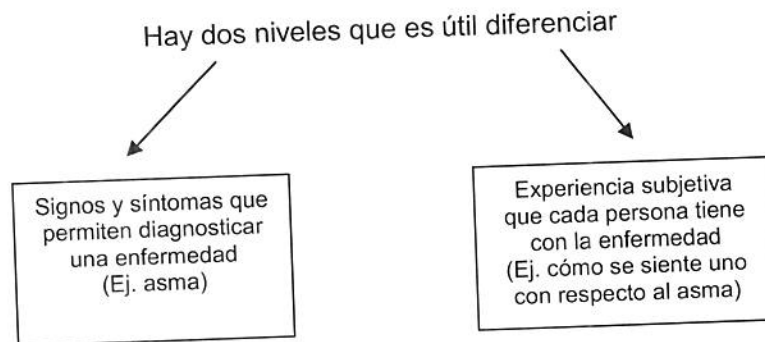 Hay dos niveles que es útil diferenciar
Signos y síntomas que
permiten diagnosticar
una enfermedad
(Ej. asma)
Experiencia subjetiva
que cada persona tiene
con la enfermedad
(Ej. cómo se siente uno
con respecto al asma)